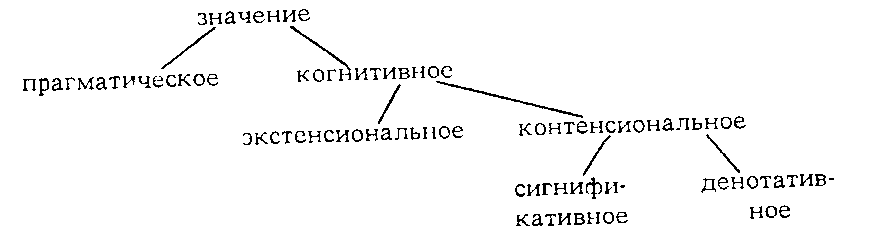 значение
прагматическое когнитивное
экстенсиональное контенсиональное
сигнифи- денотатив-
кативное ное